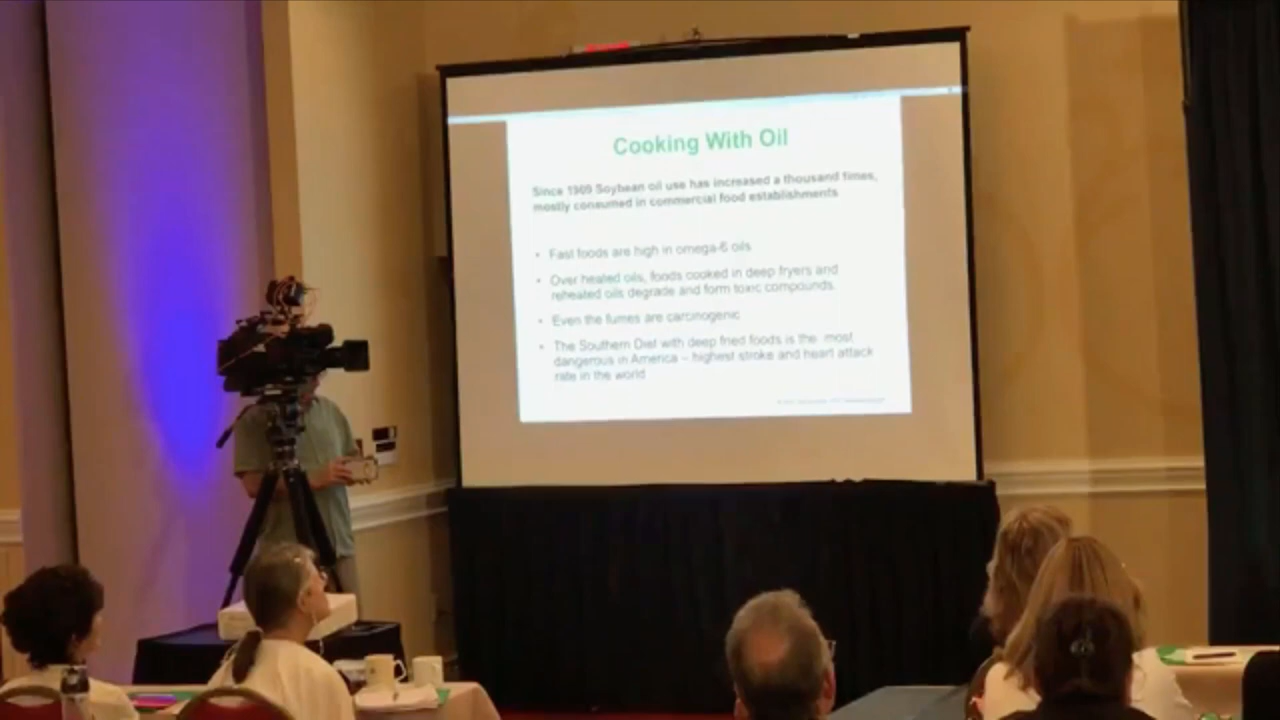 Cooking With Oil
Since 1909 Soybean oil use has increased a thousand times,
mostly consumed in commercial food establishments
• Fast foods are high in omega-6 oils
• Over heated oils, foods cooked in deep fryers and
reheated oils degrade and form toxic compounds.
• Even the fumes are carcinogenic
• The Southern Diet with deep fried foods is the most
dangerous in America – highest stroke and heart attack
rate in the world